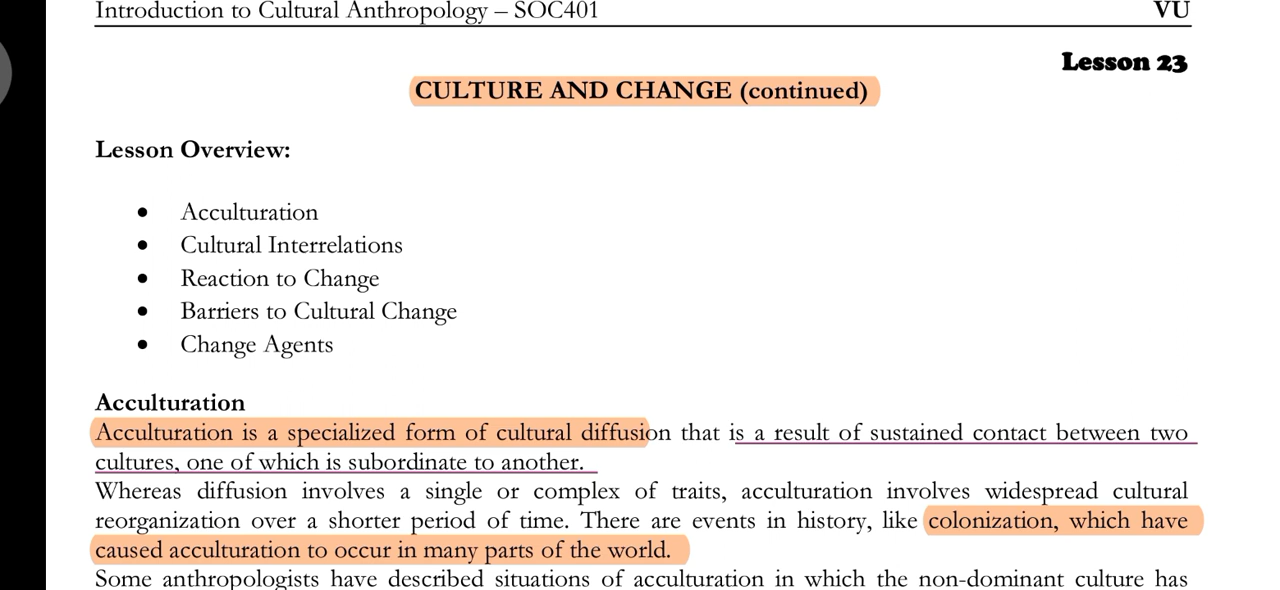 Introduction to Cultural Anthropology – SOC401 VU
Lesson 23
CULTURE AND CHANGE (continued)
Lesson Overview:
• Acculturation
• Cultural Interrelations
• Reaction to Change
• Barriers to Cultural Change
• Change Agents
Acculturation
Acculturation is a specialized form of cultural diffusion that is a result of sustained contact between two
cultures, one of which is subordinate to another.
Whereas diffusion involves a single or complex of traits, acculturation involves widespread cultural
reorganization over a shorter period of time. There are events in history, like colonization, which have
caused acculturation to occur in many parts of the world.
Some anthropologists have described situations of acculturation in which the non-dominant culture has